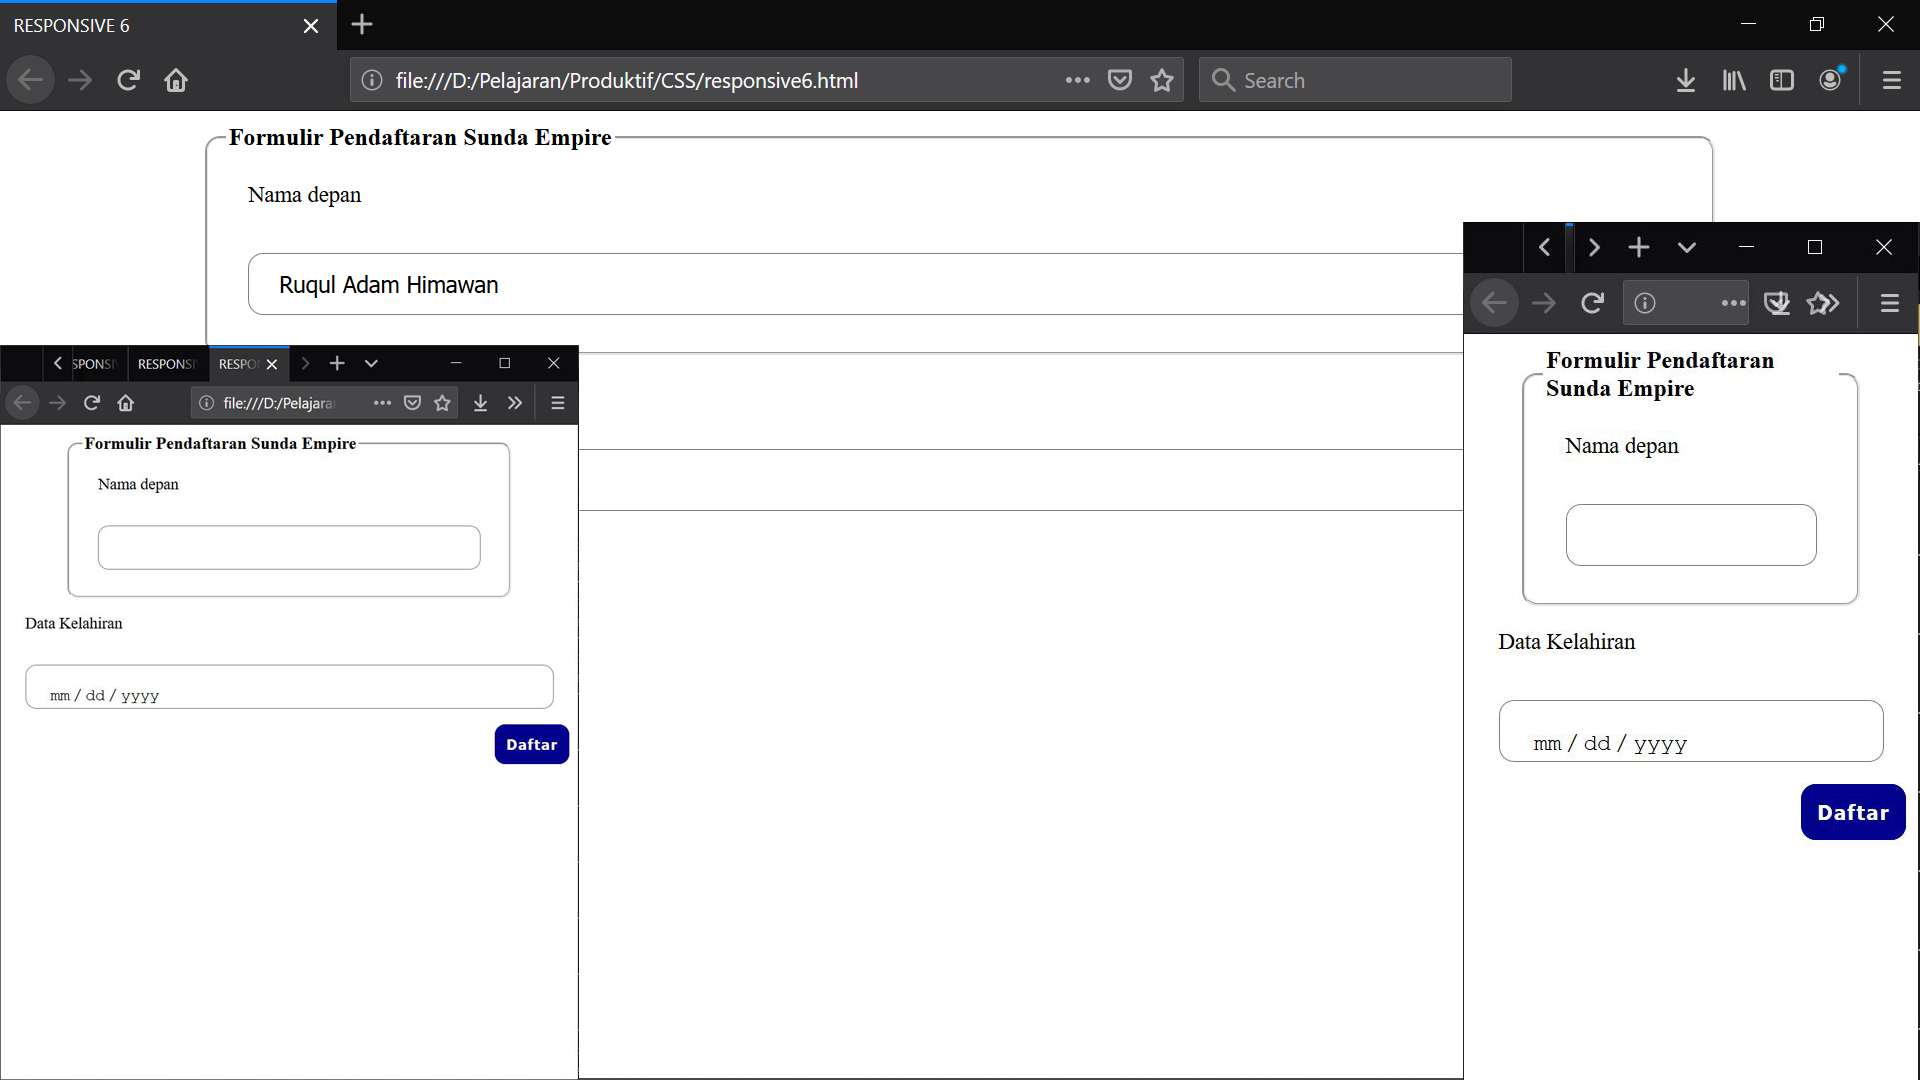 RESPONSIVE 6
file:///D:/Pelajaran/Produktif/CSS/responsive6.html
Search
Formulir Pendaftaran Sunda Empire
Nama depan
Ruqul Adam Himawan
SPONSIV
RESPONSIV
RESPO
file:///D:/Pelajara
Formulir Pendaftaran Sunda Empire
Nama depan
Data Kelahiran
mm / dd / yyyy
Daftar
Formulir Pendaftaran
Sunda Empire
Nama depan
Data Kelahiran
mm / dd / yyyy
Daftar